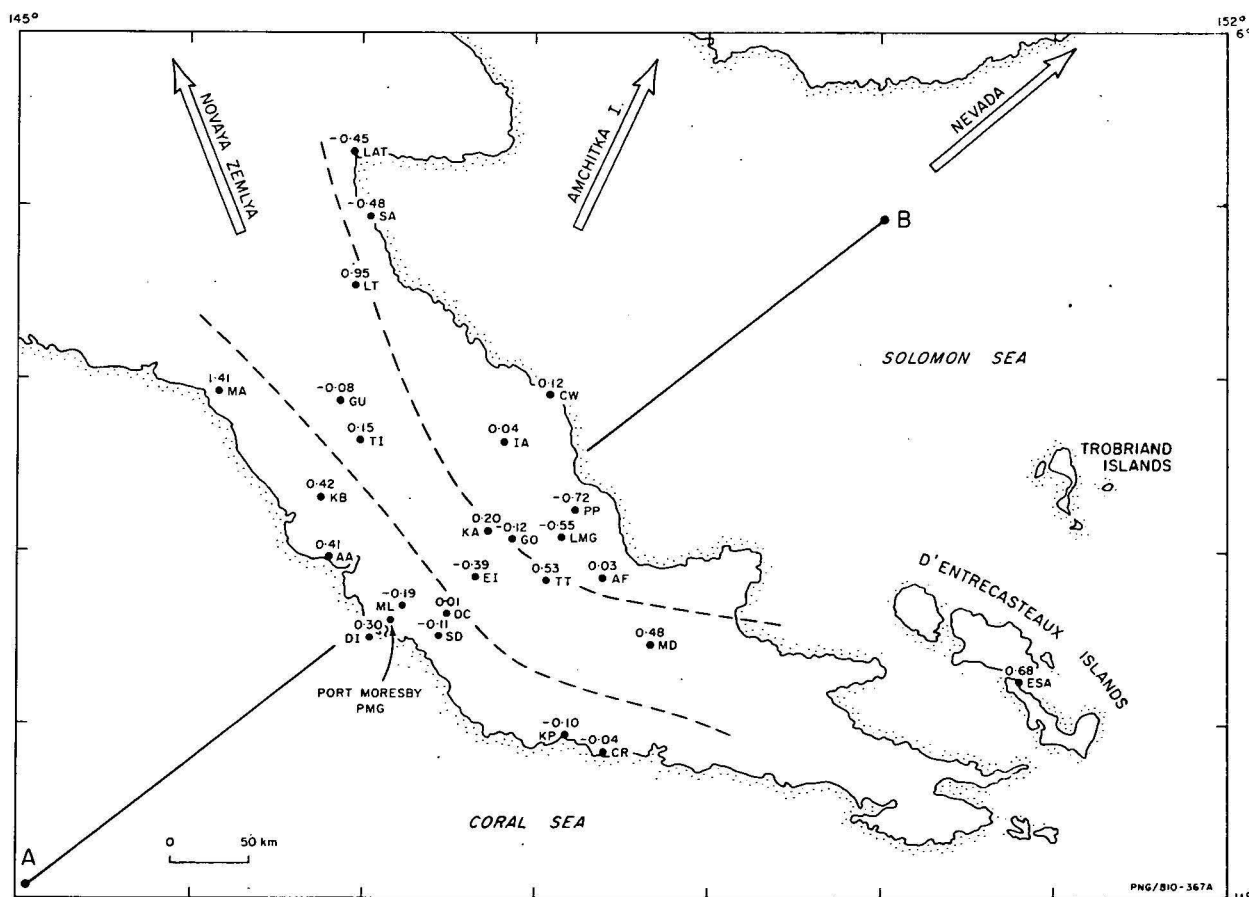 145°
152°
6°
NOVAYA ZEMLYA
AMCHITKA I.
NEVADA
-0·45
LAT
-0·48
SA
B
0·95
LT
SOLOMON SEA
1·41
MA
-0·08
GU
0·12
CW
0·15
TI
0·04
IA
TROBRIAND
ISLANDS
0·42
KB
-0·72
PP
0·20
KA
-0·12
GO
-0·55
LMG
0·41
AA
-0·39
EI
0·53
TT
0·03
AF
D'ENTRECASTEAUX
ISLANDS
-0·19
ML
0·01
OC
0·30
DI
-0·11
SD
0·48
MD
0·68
ESA
PORT MORESBY
PMG
-0·10
KP
-0·04
CR
CORAL SEA
0 50 km
A
PNG/B10-367A
11°